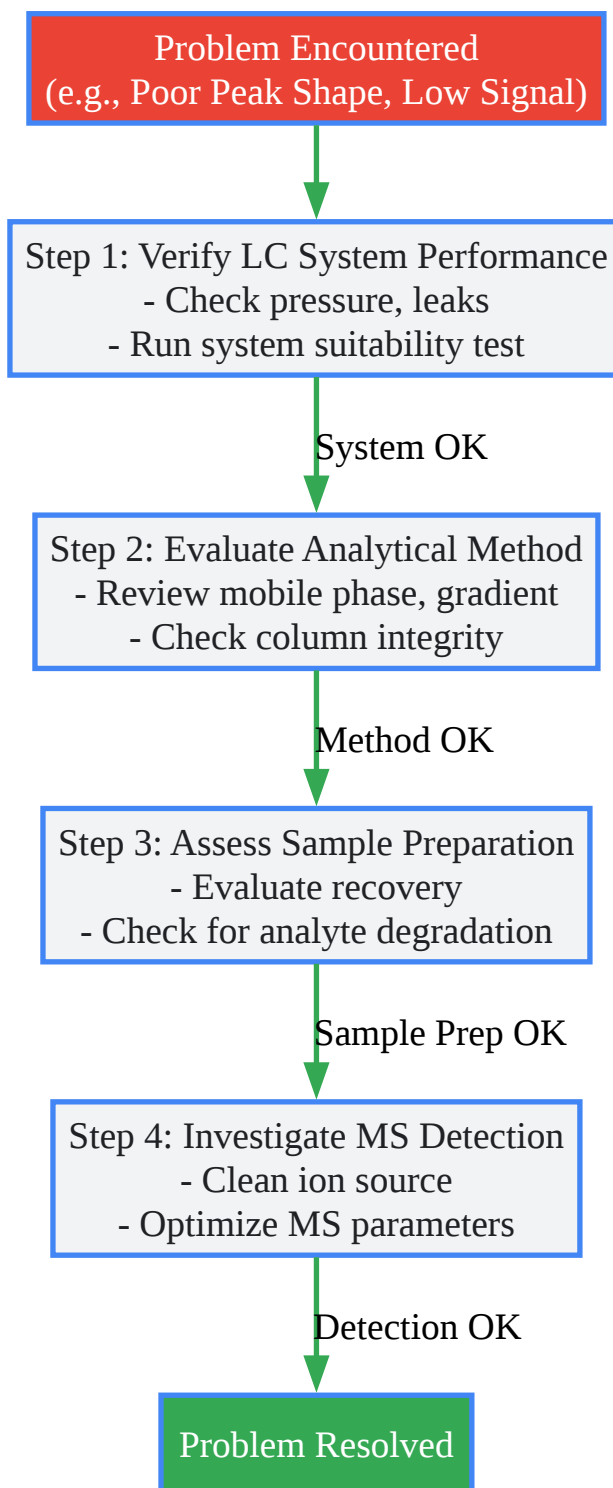 Problem Encountered
(e.g., Poor Peak Shape, Low Signal)
Step 1: Verify LC System Performance
- Check pressure, leaks
- Run system suitability test
System OK
Step 2: Evaluate Analytical Method
- Review mobile phase, gradient
- Check column integrity
Method OK
Step 3: Assess Sample Preparation
- Evaluate recovery
- Check for analyte degradation
Sample Prep OK
Step 4: Investigate MS Detection
- Clean ion source
- Optimize MS parameters
Detection OK
Problem Resolved